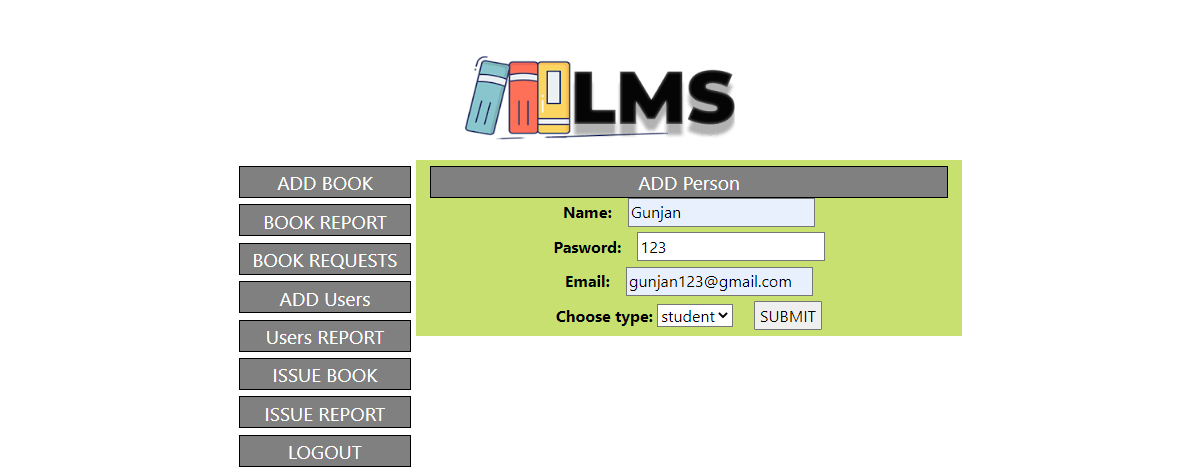 LMS
ADD BOOK
BOOK REPORT
BOOK REQUESTS
ADD Users
Users REPORT
ISSUE BOOK
ISSUE REPORT
LOGOUT
ADD Person
Name: Gunjan
Pasword: 123
Email: gunjan123@gmail.com
Choose type: student SUBMIT